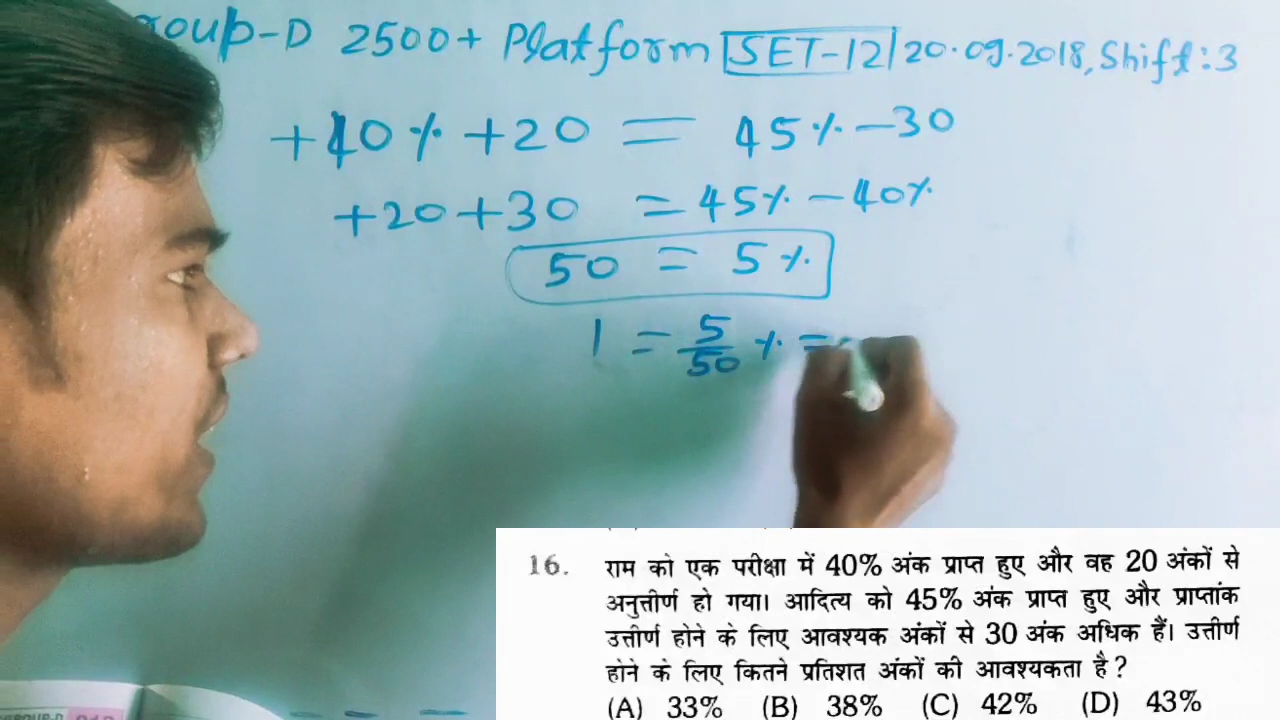 roup-D 2500+ Platform SET-12 20.09.2018, Shift:3
+40% +20 = 45% -30
+20+30 = 45% - 40%
50 = 5%
1 = 5/50 % =
16. राम को एक परीक्षा में 40% अंक प्राप्त हुए और वह 20 अंकों से
अनुत्तीर्ण हो गया। आदित्य को 45% अंक प्राप्त हुए और प्राप्तांक
उत्तीर्ण होने के लिए आवश्यक अंकों से 30 अंक अधिक हैं। उत्तीर्ण
होने के लिए कितने प्रतिशत अंकों की आवश्यकता है?
(A) 33% (B) 38% (C) 42% (D) 43%